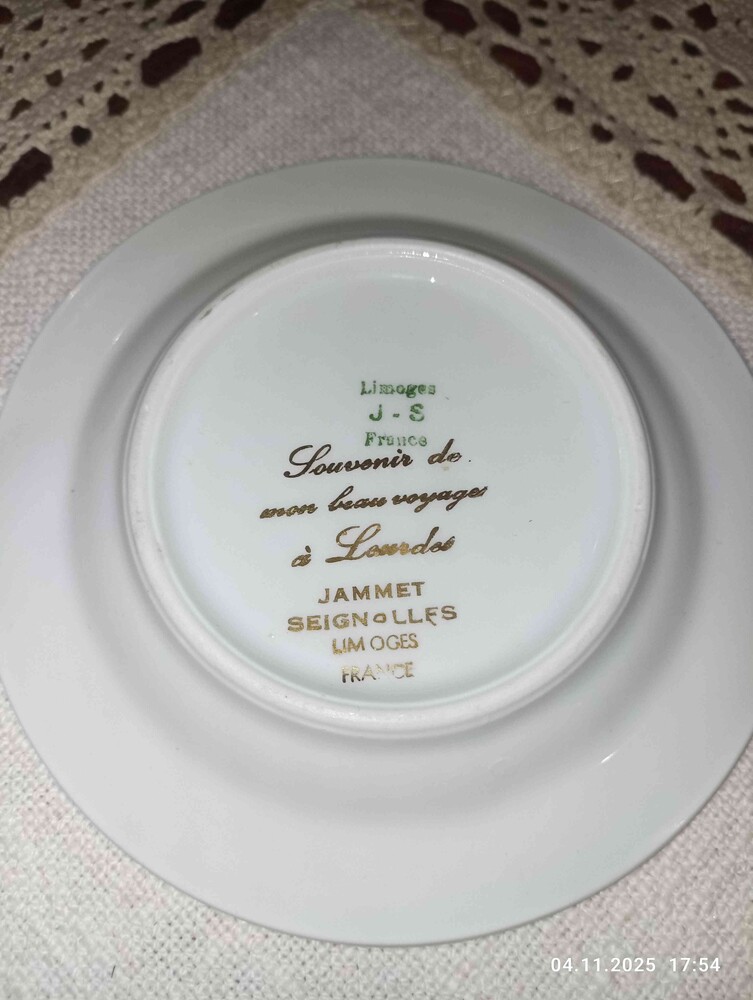 Limoges
J - S
France
Souvenir de
mon beau voyage
à Lourdes
JAMMET
SEIGNOLLES
LIMOGES
FRANCE
04.11.2025 17:54